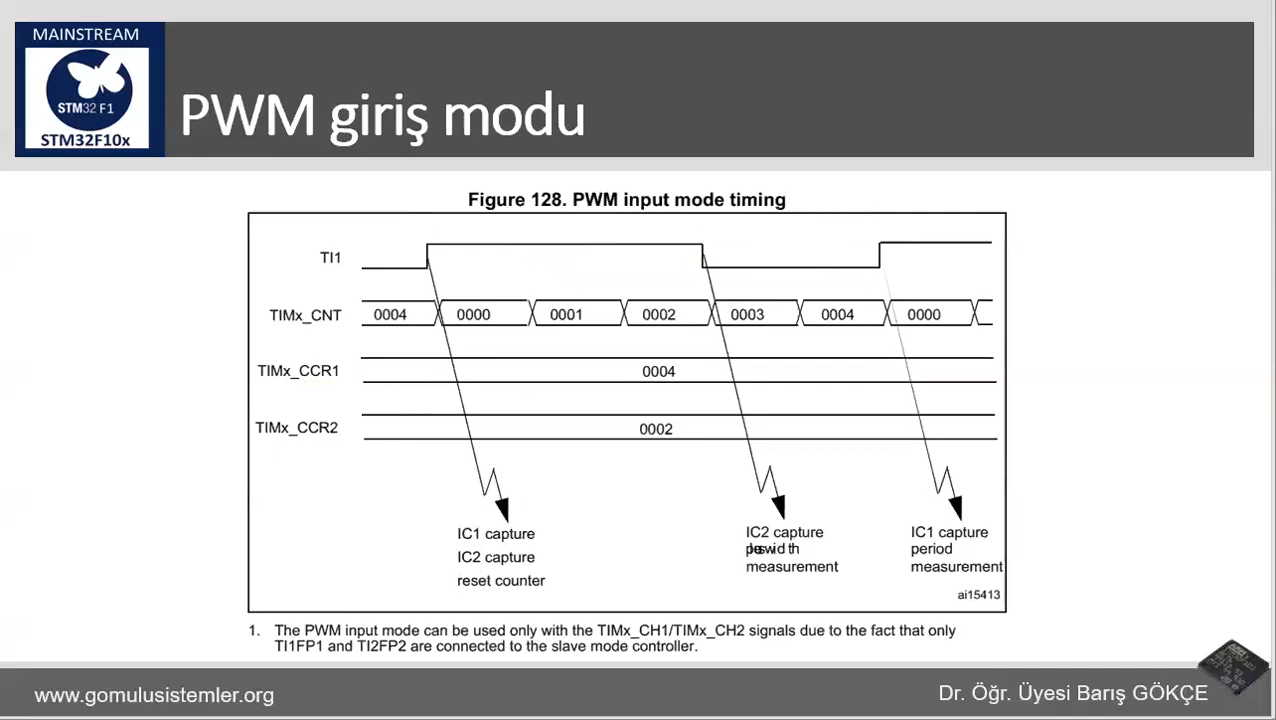 MAINSTREAM
STM32 F1
STM32F10x
PWM giriş modu
Figure 128. PWM input mode timing
TI1
TIMx_CNT 0004 0000 0001 0002 0003 0004 0000
TIMx_CCR1 0004
TIMx_CCR2 0002
IC1 capture
IC2 capture
reset counter
IC2 capture
measurement
IC1 capture
period
measurement
ai15413
1. The PWM input mode can be used only with the TIMx_CH1/TIMx_CH2 signals due to the fact that only
TI1FP1 and TI2FP2 are connected to the slave mode controller.
www.gomulusistemler.org
Dr. Öğr. Üyesi Barış GÖKÇE